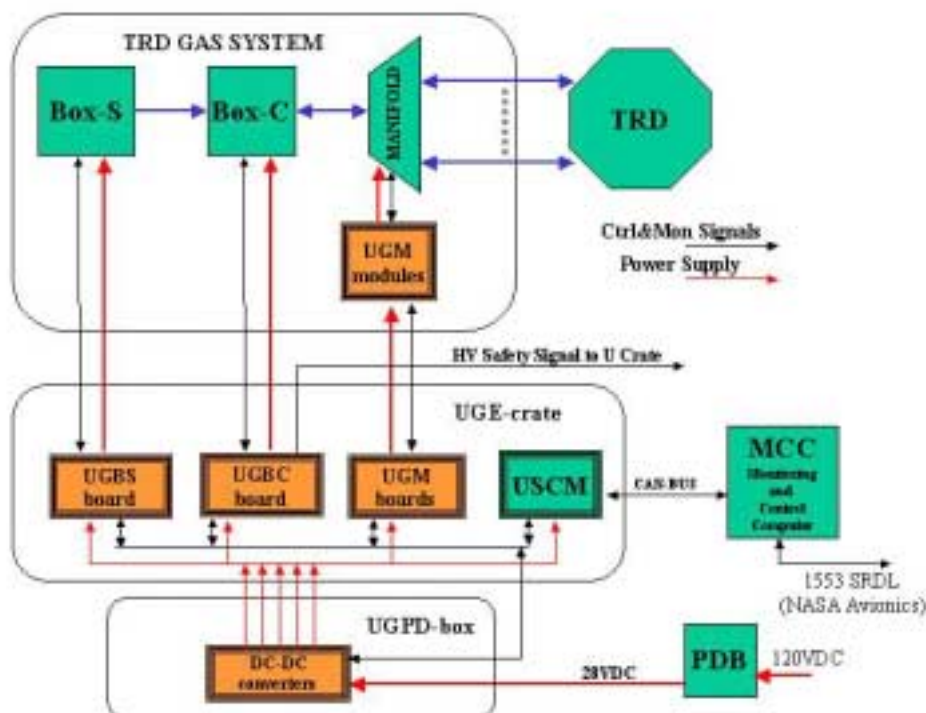 TRD GAS SYSTEM
Box-S
Box-C
MANIFOLD
TRD
UGM
modules
Ctrl&Mon Signals
Power Supply
HV Safety Signal to U Crate
UGE-crate
UGBS
board
UGBC
board
UGM
boards
USCM
CAN-BUS
MCC
Monitoring
and
Control
Computer
1553 SRDL
(NASA Avionics)
UGPD-box
DC-DC
converters
28VDC
PDB
120VDC